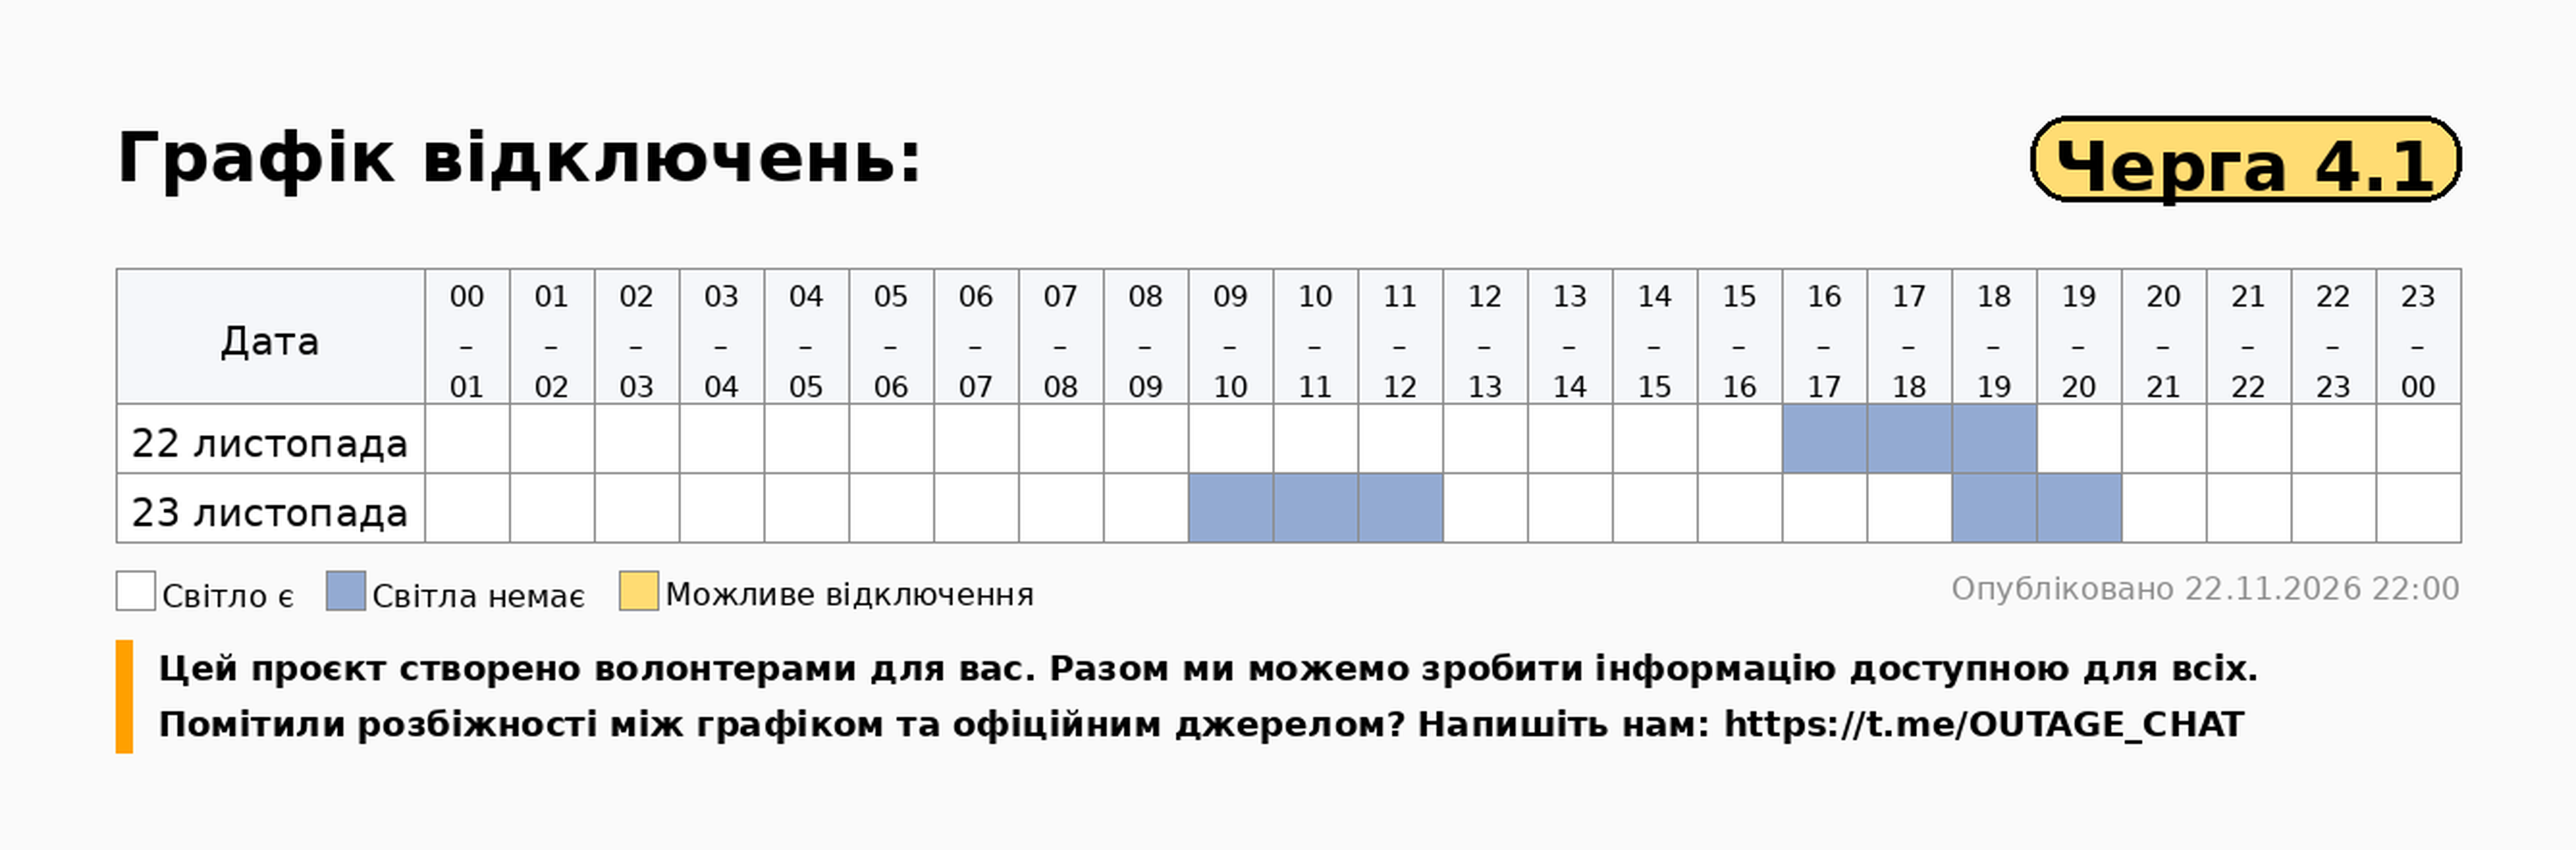 Графік відключень:
Черга 4.1
Дата 00 – 01 01 – 02 02 – 03 03 – 04 04 – 05 05 – 06 06 – 07 07 – 08 08 – 09 09 – 10 10 – 11 11 – 12 12 – 13 13 – 14 14 – 15 15 – 16 16 – 17 17 – 18 18 – 19 19 – 20 20 – 21 21 – 22 22 – 23 23 – 00
22 листопада
23 листопада
Світло є Світла немає Можливе відключення
Опубліковано 22.11.2026 22:00
Цей проєкт створено волонтерами для вас. Разом ми можемо зробити інформацію доступною для всіх.
Помітили розбіжності між графіком та офіційним джерелом? Напишіть нам: https://t.me/OUTAGE_CHAT